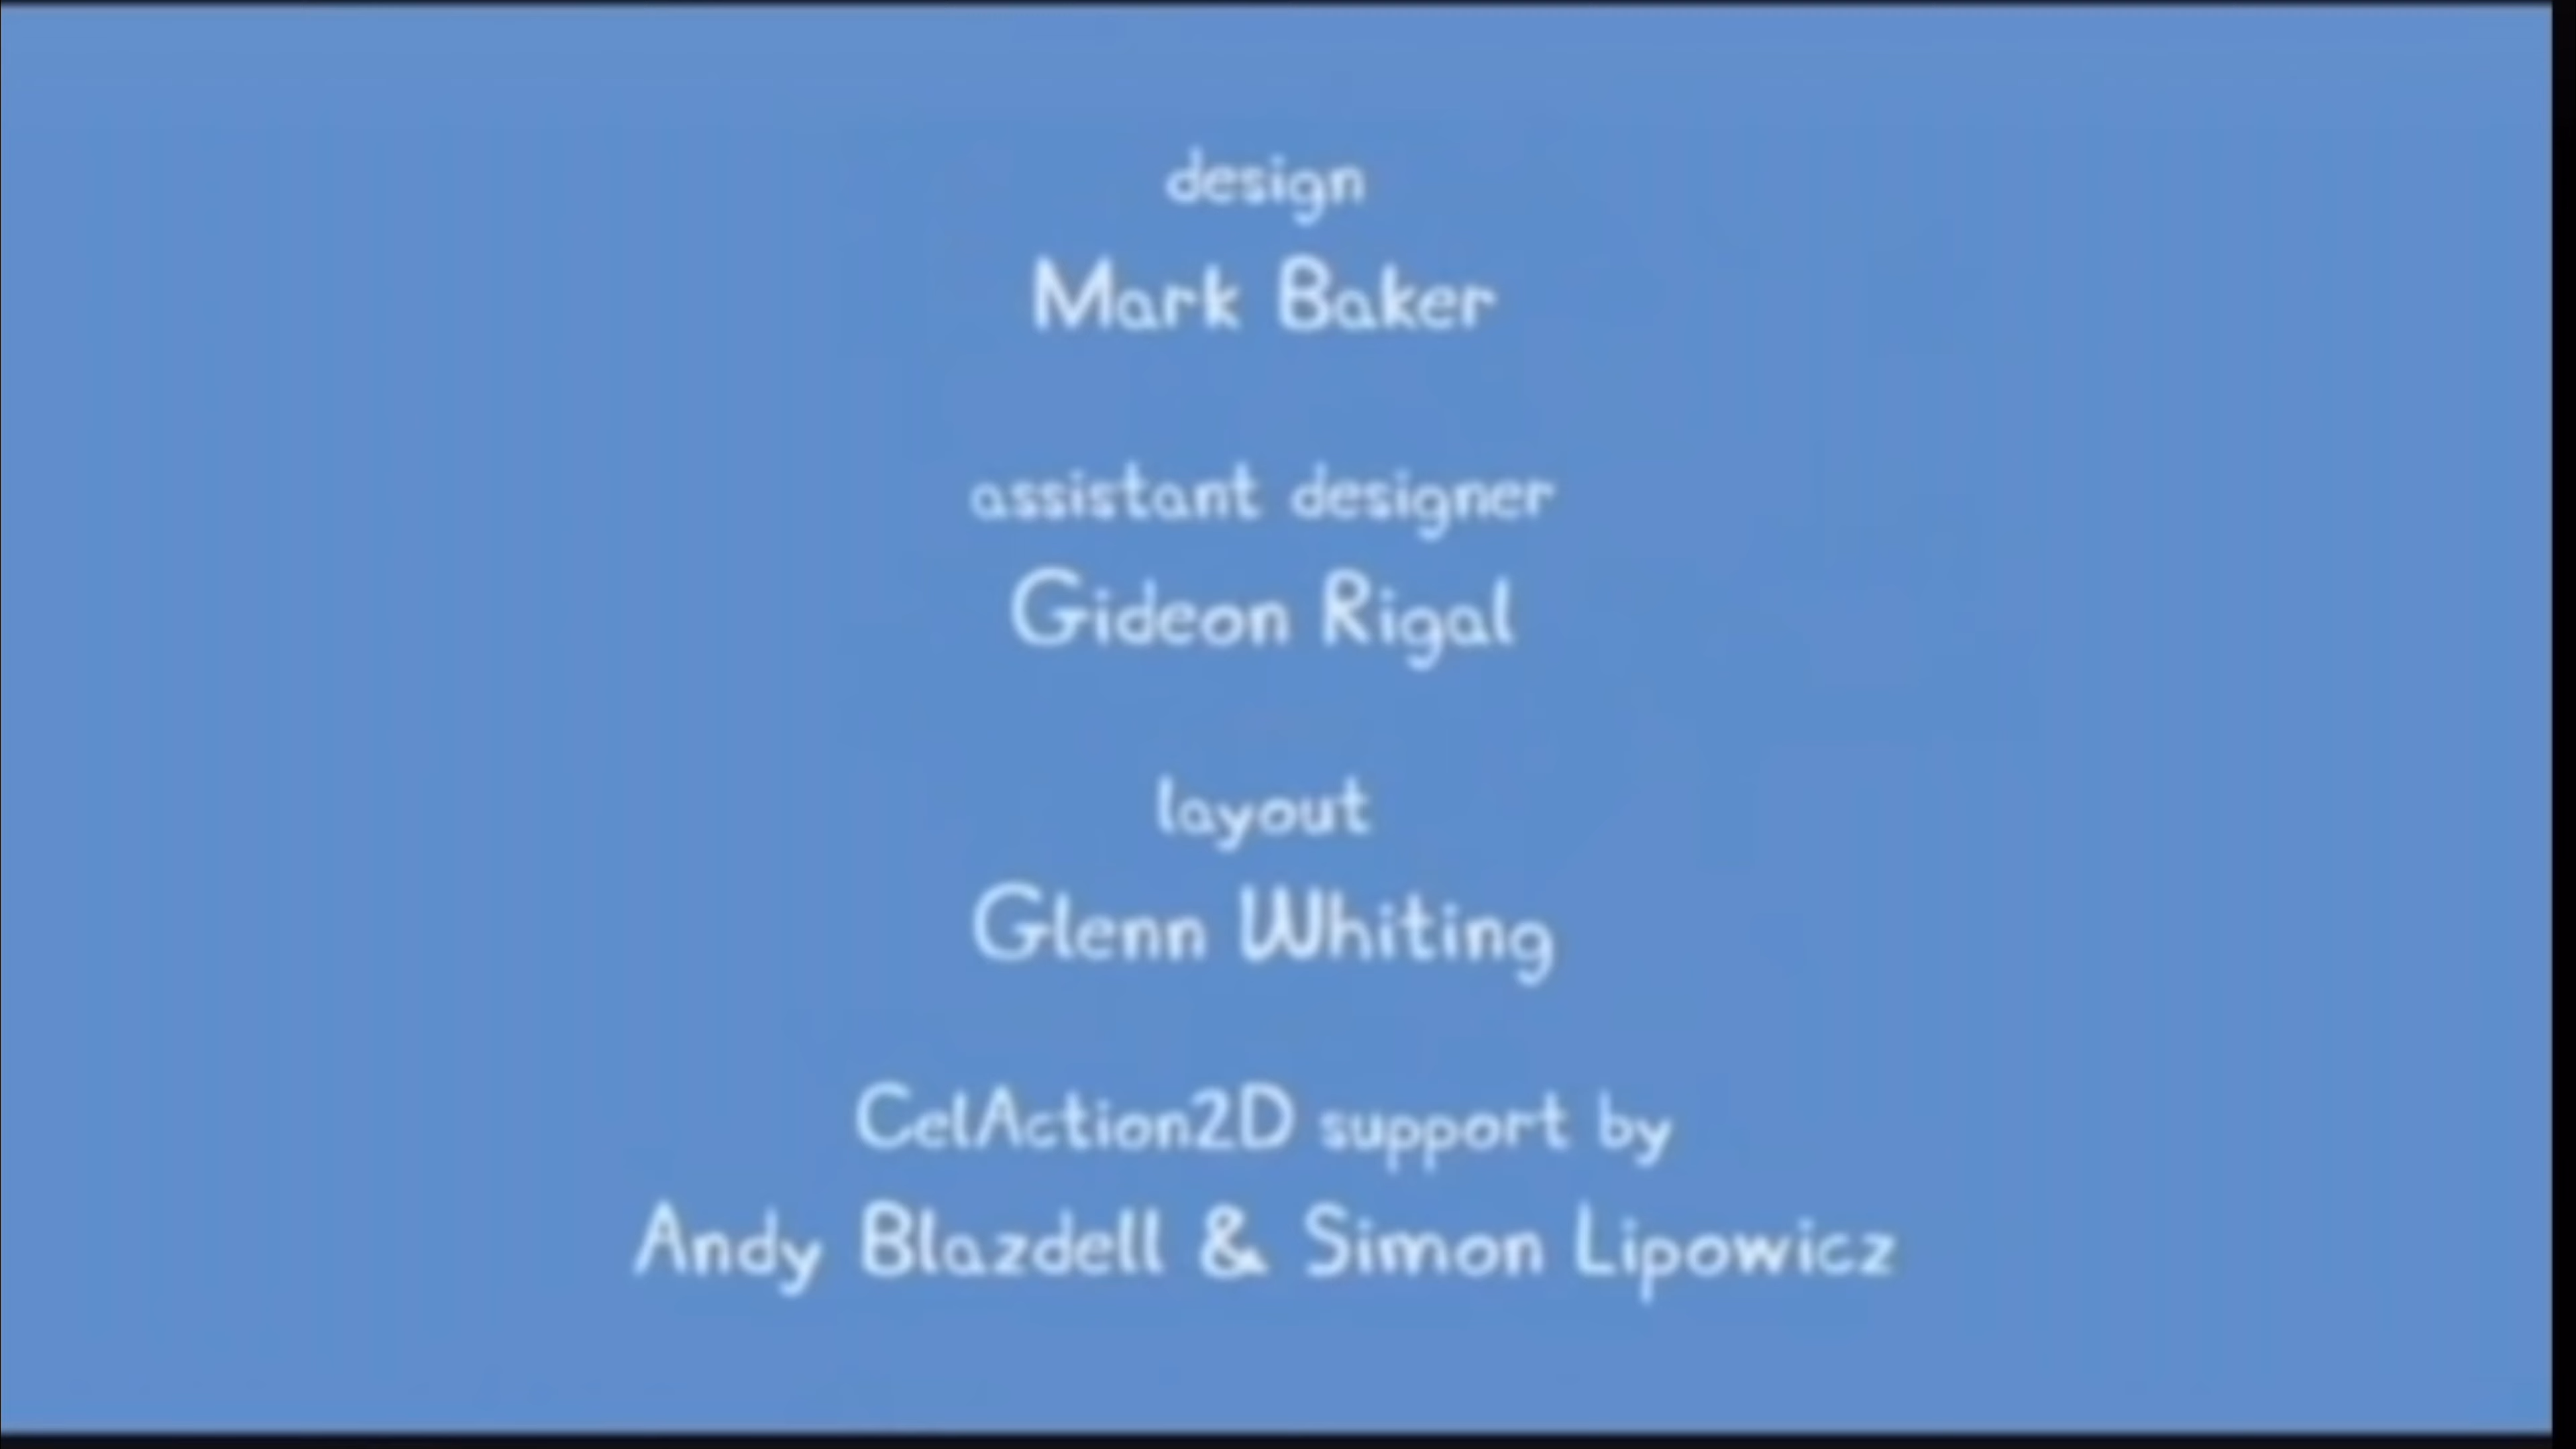 design
Mark Baker
assistant designer
Gideon Rigal
layout
Glenn Whiting
CelAction2D support by
Andy Blazdell & Simon Lipowicz